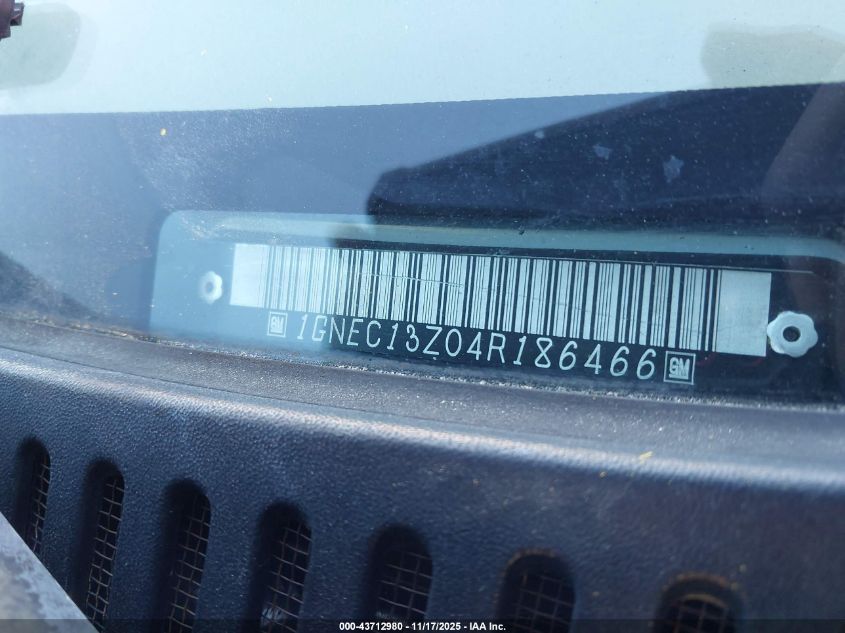 GM 1GNEC13Z04R186466 GM
000-43712980 - 11/17/2025 - IAA Inc.